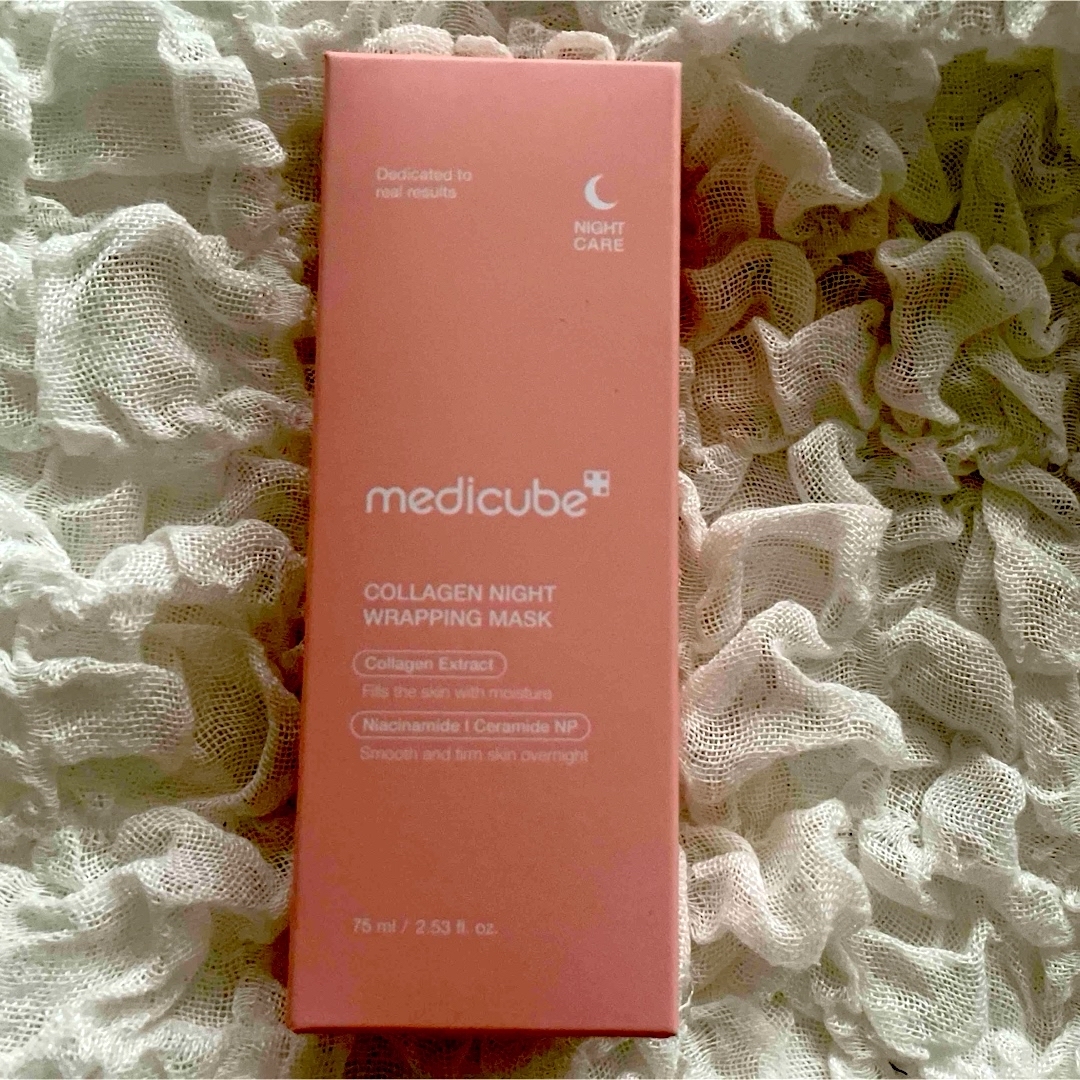 Dedicated to
real results
NIGHT
CARE
medicube
COLLAGEN NIGHT
WRAPPING MASK
Collagen Extract
Fills the skin with moisture
Niacinamide | Ceramide NP
Smooth and firm skin overnight
75 ml / 2.53 fl. oz.